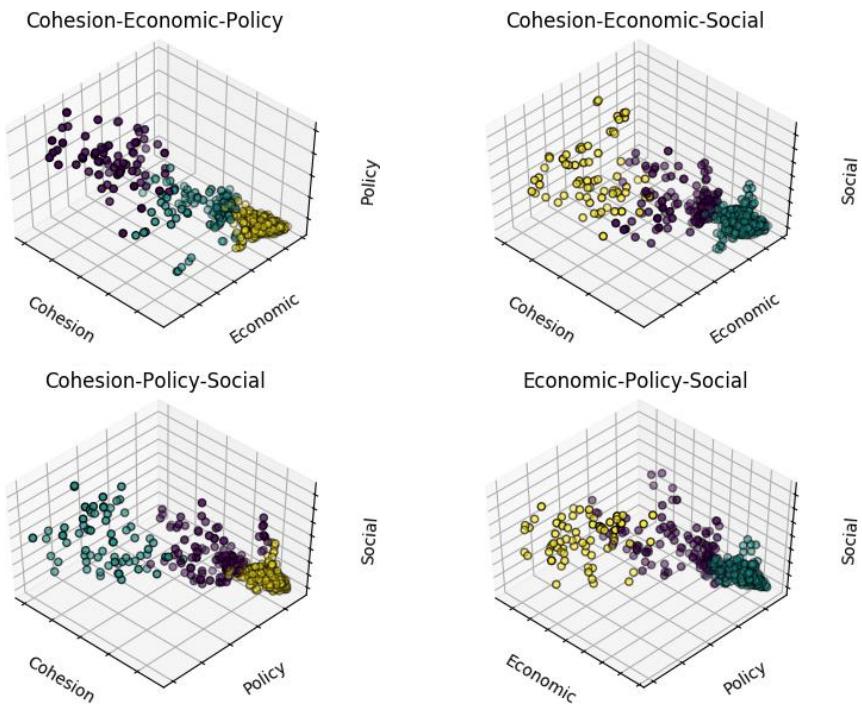 Cohesion-Economic-Policy
Cohesion
Economic
Policy
Cohesion-Economic-Social
Cohesion
Economic
Social
Cohesion-Policy-Social
Cohesion
Policy
Social
Economic-Policy-Social
Economic
Policy
Social